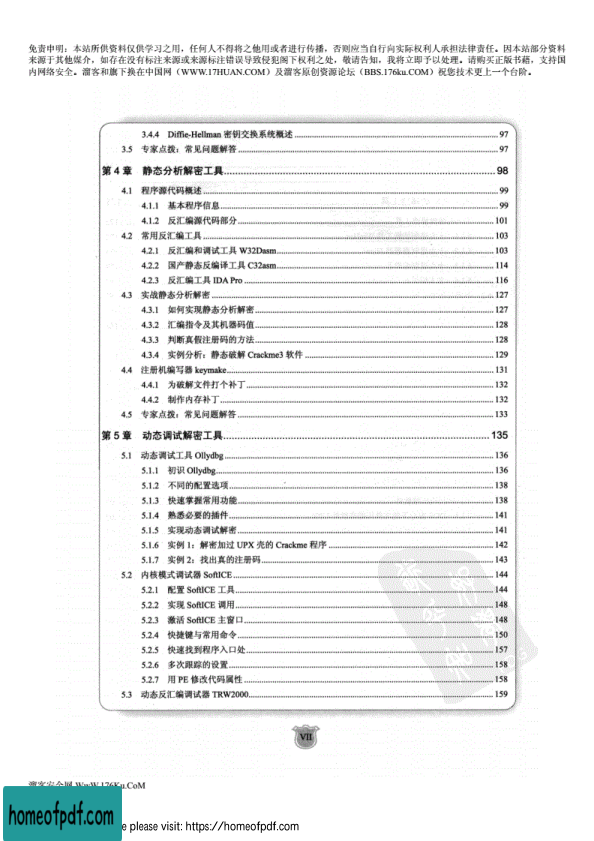 免责申明：本站所供资料仅供学习之用，任何人不得将之他用或者进行传播，否则应当自行向实际权利人承担法律责任。因本站部分资料
来源于其他媒介，如存在没有标注来源或来源标注错误导致侵犯阁下权利之处，敬请告知，我将立即予以处理。请购买正版书藉，支持国
内网络安全。溜客和旗下换在中国网（WWW.17HUAN.COM）及溜客原创资源论坛（BBS.176ku.COM）祝您技术更上一个台阶。
3.4.4 Diffie-Hellman 密钥交换系统概述 97
3.5 专家点拨：常见问题解答 97
第 4 章 静态分析解密工具 98
4.1 程序源代码概述 99
4.1.1 基本程序信息 99
4.1.2 反汇编源代码部分 101
4.2 常用反汇编工具 103
4.2.1 反汇编和调试工具 W32Dasm 103
4.2.2 国产静态反编译工具 C32asm 114
4.2.3 反汇编工具 IDA Pro 116
4.3 实战静态分析解密 127
4.3.1 如何实现静态分析解密 127
4.3.2 汇编指令及其机器码值 128
4.3.3 判断真假注册码的方法 128
4.3.4 实例分析：静态破解 Crackme3 软件 129
4.4 注册机编写器 keymake 131
4.4.1 为破解文件打个补丁 132
4.4.2 制作内存补丁 132
4.5 专家点拨：常见问题解答 133
第 5 章 动态调试解密工具 135
5.1 动态调试工具 Ollydbg 136
5.1.1 初识 Ollydbg 136
5.1.2 不同的配置选项 138
5.1.3 快速掌握常用功能 138
5.1.4 熟悉必要的插件 141
5.1.5 实现动态调试解密 141
5.1.6 实例 1：解密加过 UPX 壳的 Crackme 程序 142
5.1.7 实例 2：找出真的注册码 143
5.2 内核模式调试器 SoftICE 144
5.2.1 配置 SoftICE 工具 144
5.2.2 实现 SoftICE 调用 148
5.2.3 激活 SoftICE 主窗口 148
5.2.4 快捷键与常用命令 150
5.2.5 快速找到程序入口处 157
5.2.6 多次跟踪的设置 158
5.2.7 用 PE 修改代码属性 158
5.3 动态反汇编调试器 TRW2000 159
VII
溜客安全网 WwW.176Ku.CoM
homeofpdf.com
e please visit: https://homeofpdf.com